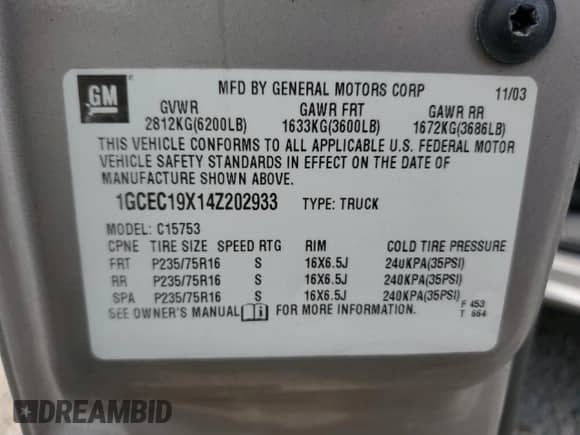 GM
MFD BY GENERAL MOTORS CORP 11/03
GVWR GAWR FRT GAWR RR
2812KG(6200LB) 1633KG(3600LB) 1672KG(3686LB)
THIS VEHICLE CONFORMS TO ALL APPLICABLE U.S. FEDERAL MOTOR
VEHICLE SAFETY STANDARDS IN EFFECT ON THE DATE OF
MANUFACTURE SHOWN ABOVE.
1GCEC19X14Z202933 TYPE: TRUCK
MODEL: C15753
CPNE TIRE SIZE SPEED RTG RIM COLD TIRE PRESSURE
FRT P235/75R16 S 16X6.5J 240KPA(35PSI)
RR P235/75R16 S 16X6.5J 240KPA(35PSI)
SPA P235/75R16 S 16X6.5J 240KPA(35PSI)
SEE OWNER'S MANUAL FOR MORE INFORMATION.
F 453
T 664
DREAMBID